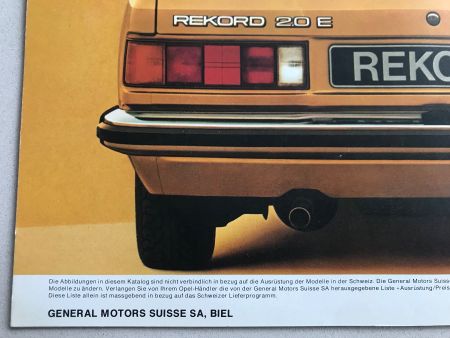 REKORD 2.0 E
REKO
Die Abbildungen in diesem Katalog sind nicht verbindlich in bezug auf die Ausrüstung der Modelle in der Schweiz. Die General Motors Suisse
Modelle zu ändern. Verlangen Sie von Ihrem Opel-Händler die von der General Motors Suisse SA herausgegebene Liste «Ausrüstung/Preise
Diese Liste allein ist massgebend in bezug auf das Schweizer Lieferprogramm.
GENERAL MOTORS SUISSE SA, BIEL